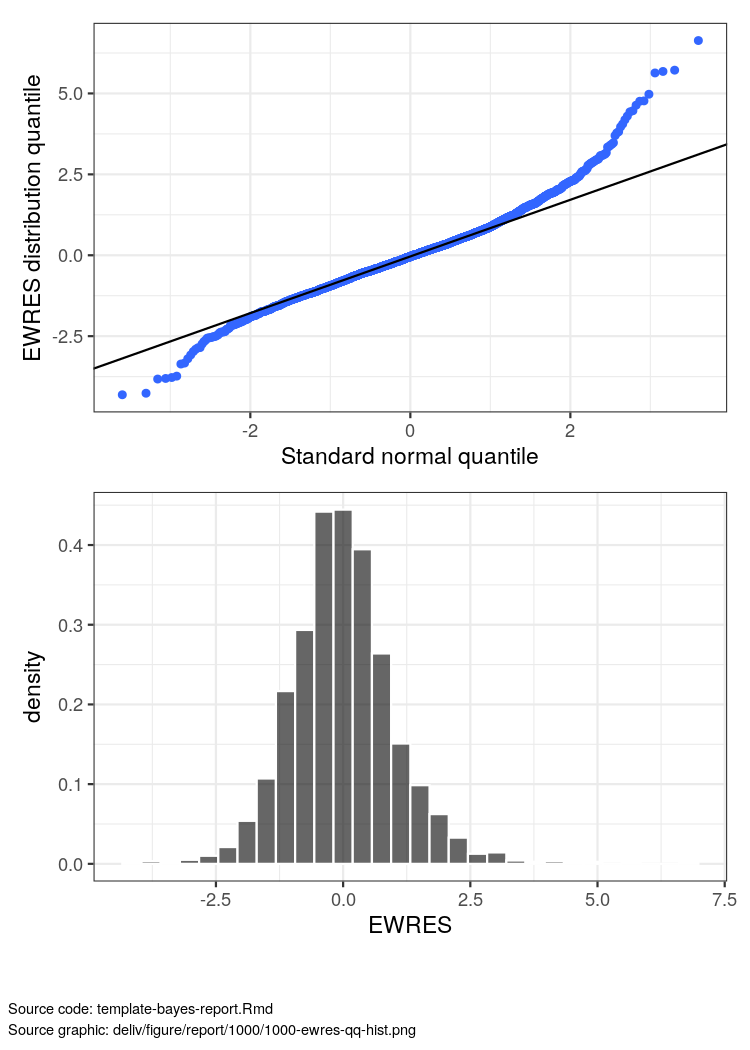 EWRES distribution quantile
5.0
2.5
0.0
-2.5
-2
0
2
Standard normal quantile
density
0.4
0.3
0.2
0.1
0.0
-2.5
0.0
2.5
5.0
7.5
EWRES
Source code: template-bayes-report.Rmd
Source graphic: deliv/figure/report/1000/1000-ewres-qq-hist.png